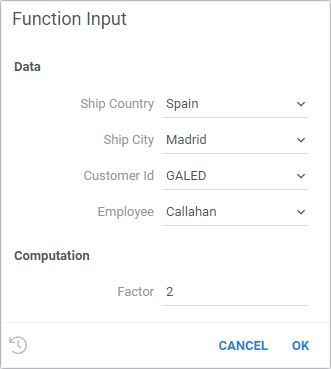 Function Input
Data
Ship Country Spain
Ship City Madrid
Customer Id GALED
Employee Callahan
Computation
Factor 2
CANCEL OK